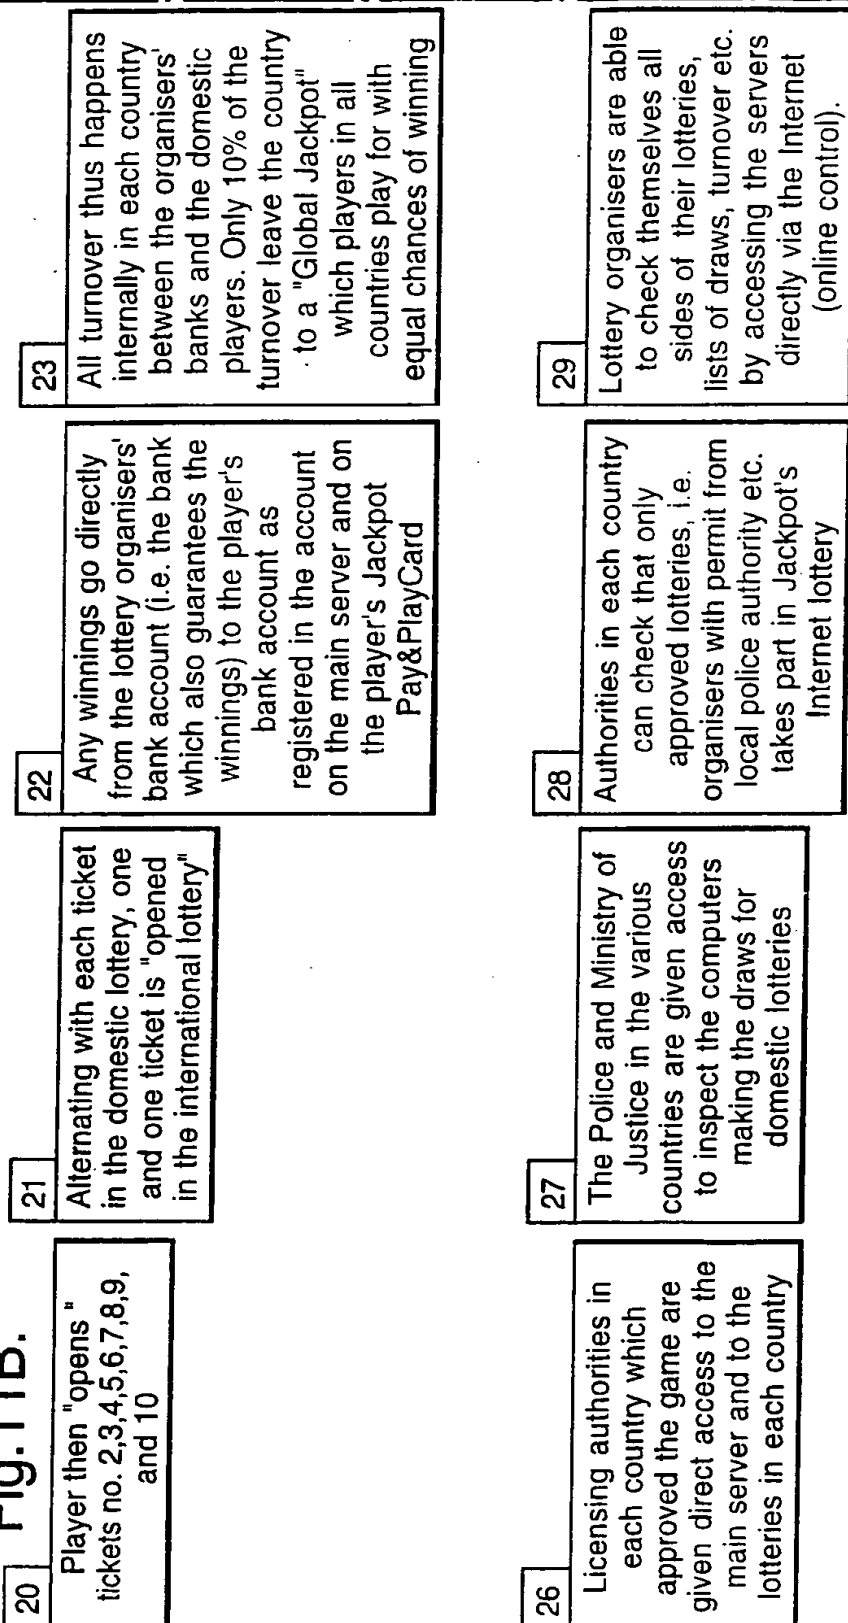 Fig.11B.
20
Player then "opens"
tickets no. 2,3,4,5,6,7,8,9,
and 10
21
Alternating with each ticket
in the domestic lottery, one
and one ticket is "opened
in the international lottery"
22
Any winnings go directly
from the lottery organisers'
bank account (i.e. the bank
which also guarantees the
winnings) to the player's
bank account as
registered in the account
on the main server and on
the player's Jackpot
Pay&PlayCard
23
All turnover thus happens
internally in each country
between the organisers'
banks and the domestic
players. Only 10% of the
turnover leave the country
to a "Global Jackpot"
which players in all
countries play for with
equal chances of winning
26
Licensing authorities in
each country which
approved the game are
given direct access to the
main server and to the
lotteries in each country
27
The Police and Ministry of
Justice in the various
countries are given access
to inspect the computers
making the draws for
domestic lotteries
28
Authorities in each country
can check that only
approved lotteries, i.e.
organisers with permit from
local police authority etc.
takes part in Jackpot's
Internet lottery
29
Lottery organisers are able
to check themselves all
sides of their lotteries,
lists of draws, turnover etc.
by accessing the servers
directly via the Internet
(online control).